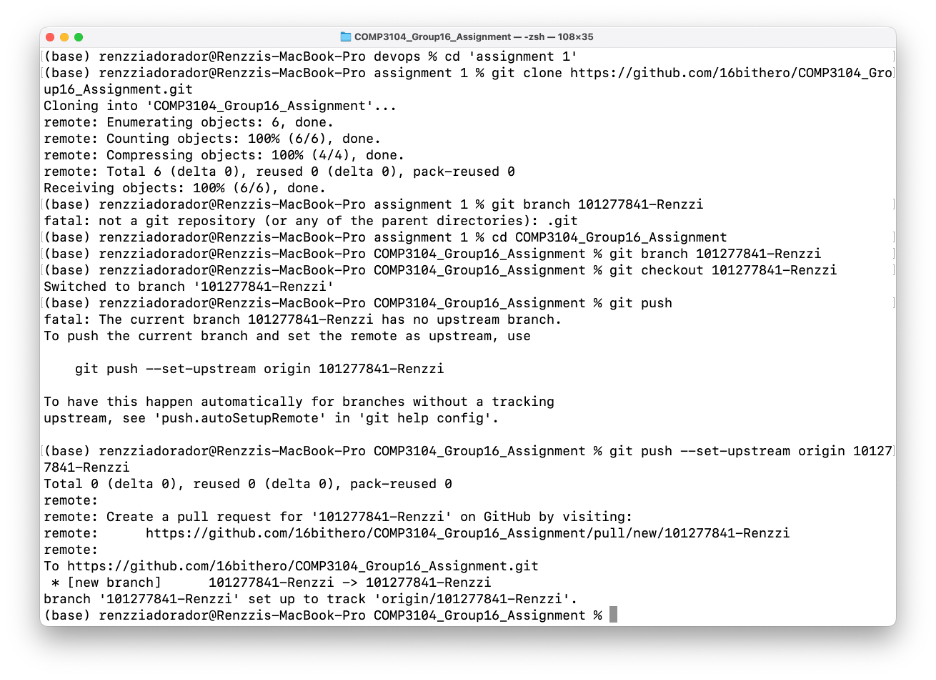 COMP3104_Group16_Assignment — -zsh — 108×35
(base) renzziadorador@Renzzis-MacBook-Pro devops % cd 'assignment 1'
(base) renzziadorador@Renzzis-MacBook-Pro assignment 1 % git clone https://github.com/16bithero/COMP3104_Gro
up16_Assignment.git
Cloning into 'COMP3104_Group16_Assignment'...
remote: Enumerating objects: 6, done.
remote: Counting objects: 100% (6/6), done.
remote: Compressing objects: 100% (4/4), done.
remote: Total 6 (delta 0), reused 0 (delta 0), pack-reused 0
Receiving objects: 100% (6/6), done.
(base) renzziadorador@Renzzis-MacBook-Pro assignment 1 % git branch 101277841-Renzzi
fatal: not a git repository (or any of the parent directories): .git
(base) renzziadorador@Renzzis-MacBook-Pro assignment 1 % cd COMP3104_Group16_Assignment
(base) renzziadorador@Renzzis-MacBook-Pro COMP3104_Group16_Assignment % git branch 101277841-Renzzi
(base) renzziadorador@Renzzis-MacBook-Pro COMP3104_Group16_Assignment % git checkout 101277841-Renzzi
Switched to branch '101277841-Renzzi'
(base) renzziadorador@Renzzis-MacBook-Pro COMP3104_Group16_Assignment % git push
fatal: The current branch 101277841-Renzzi has no upstream branch.
To push the current branch and set the remote as upstream, use
git push --set-upstream origin 101277841-Renzzi
To have this happen automatically for branches without a tracking
upstream, see 'push.autoSetupRemote' in 'git help config'.
(base) renzziadorador@Renzzis-MacBook-Pro COMP3104_Group16_Assignment % git push --set-upstream origin 10127
7841-Renzzi
Total 0 (delta 0), reused 0 (delta 0), pack-reused 0
remote:
remote: Create a pull request for '101277841-Renzzi' on GitHub by visiting:
remote:      https://github.com/16bithero/COMP3104_Group16_Assignment/pull/new/101277841-Renzzi
remote:
To https://github.com/16bithero/COMP3104_Group16_Assignment.git
* [new branch]      101277841-Renzzi -> 101277841-Renzzi
branch '101277841-Renzzi' set up to track 'origin/101277841-Renzzi'.
(base) renzziadorador@Renzzis-MacBook-Pro COMP3104_Group16_Assignment %